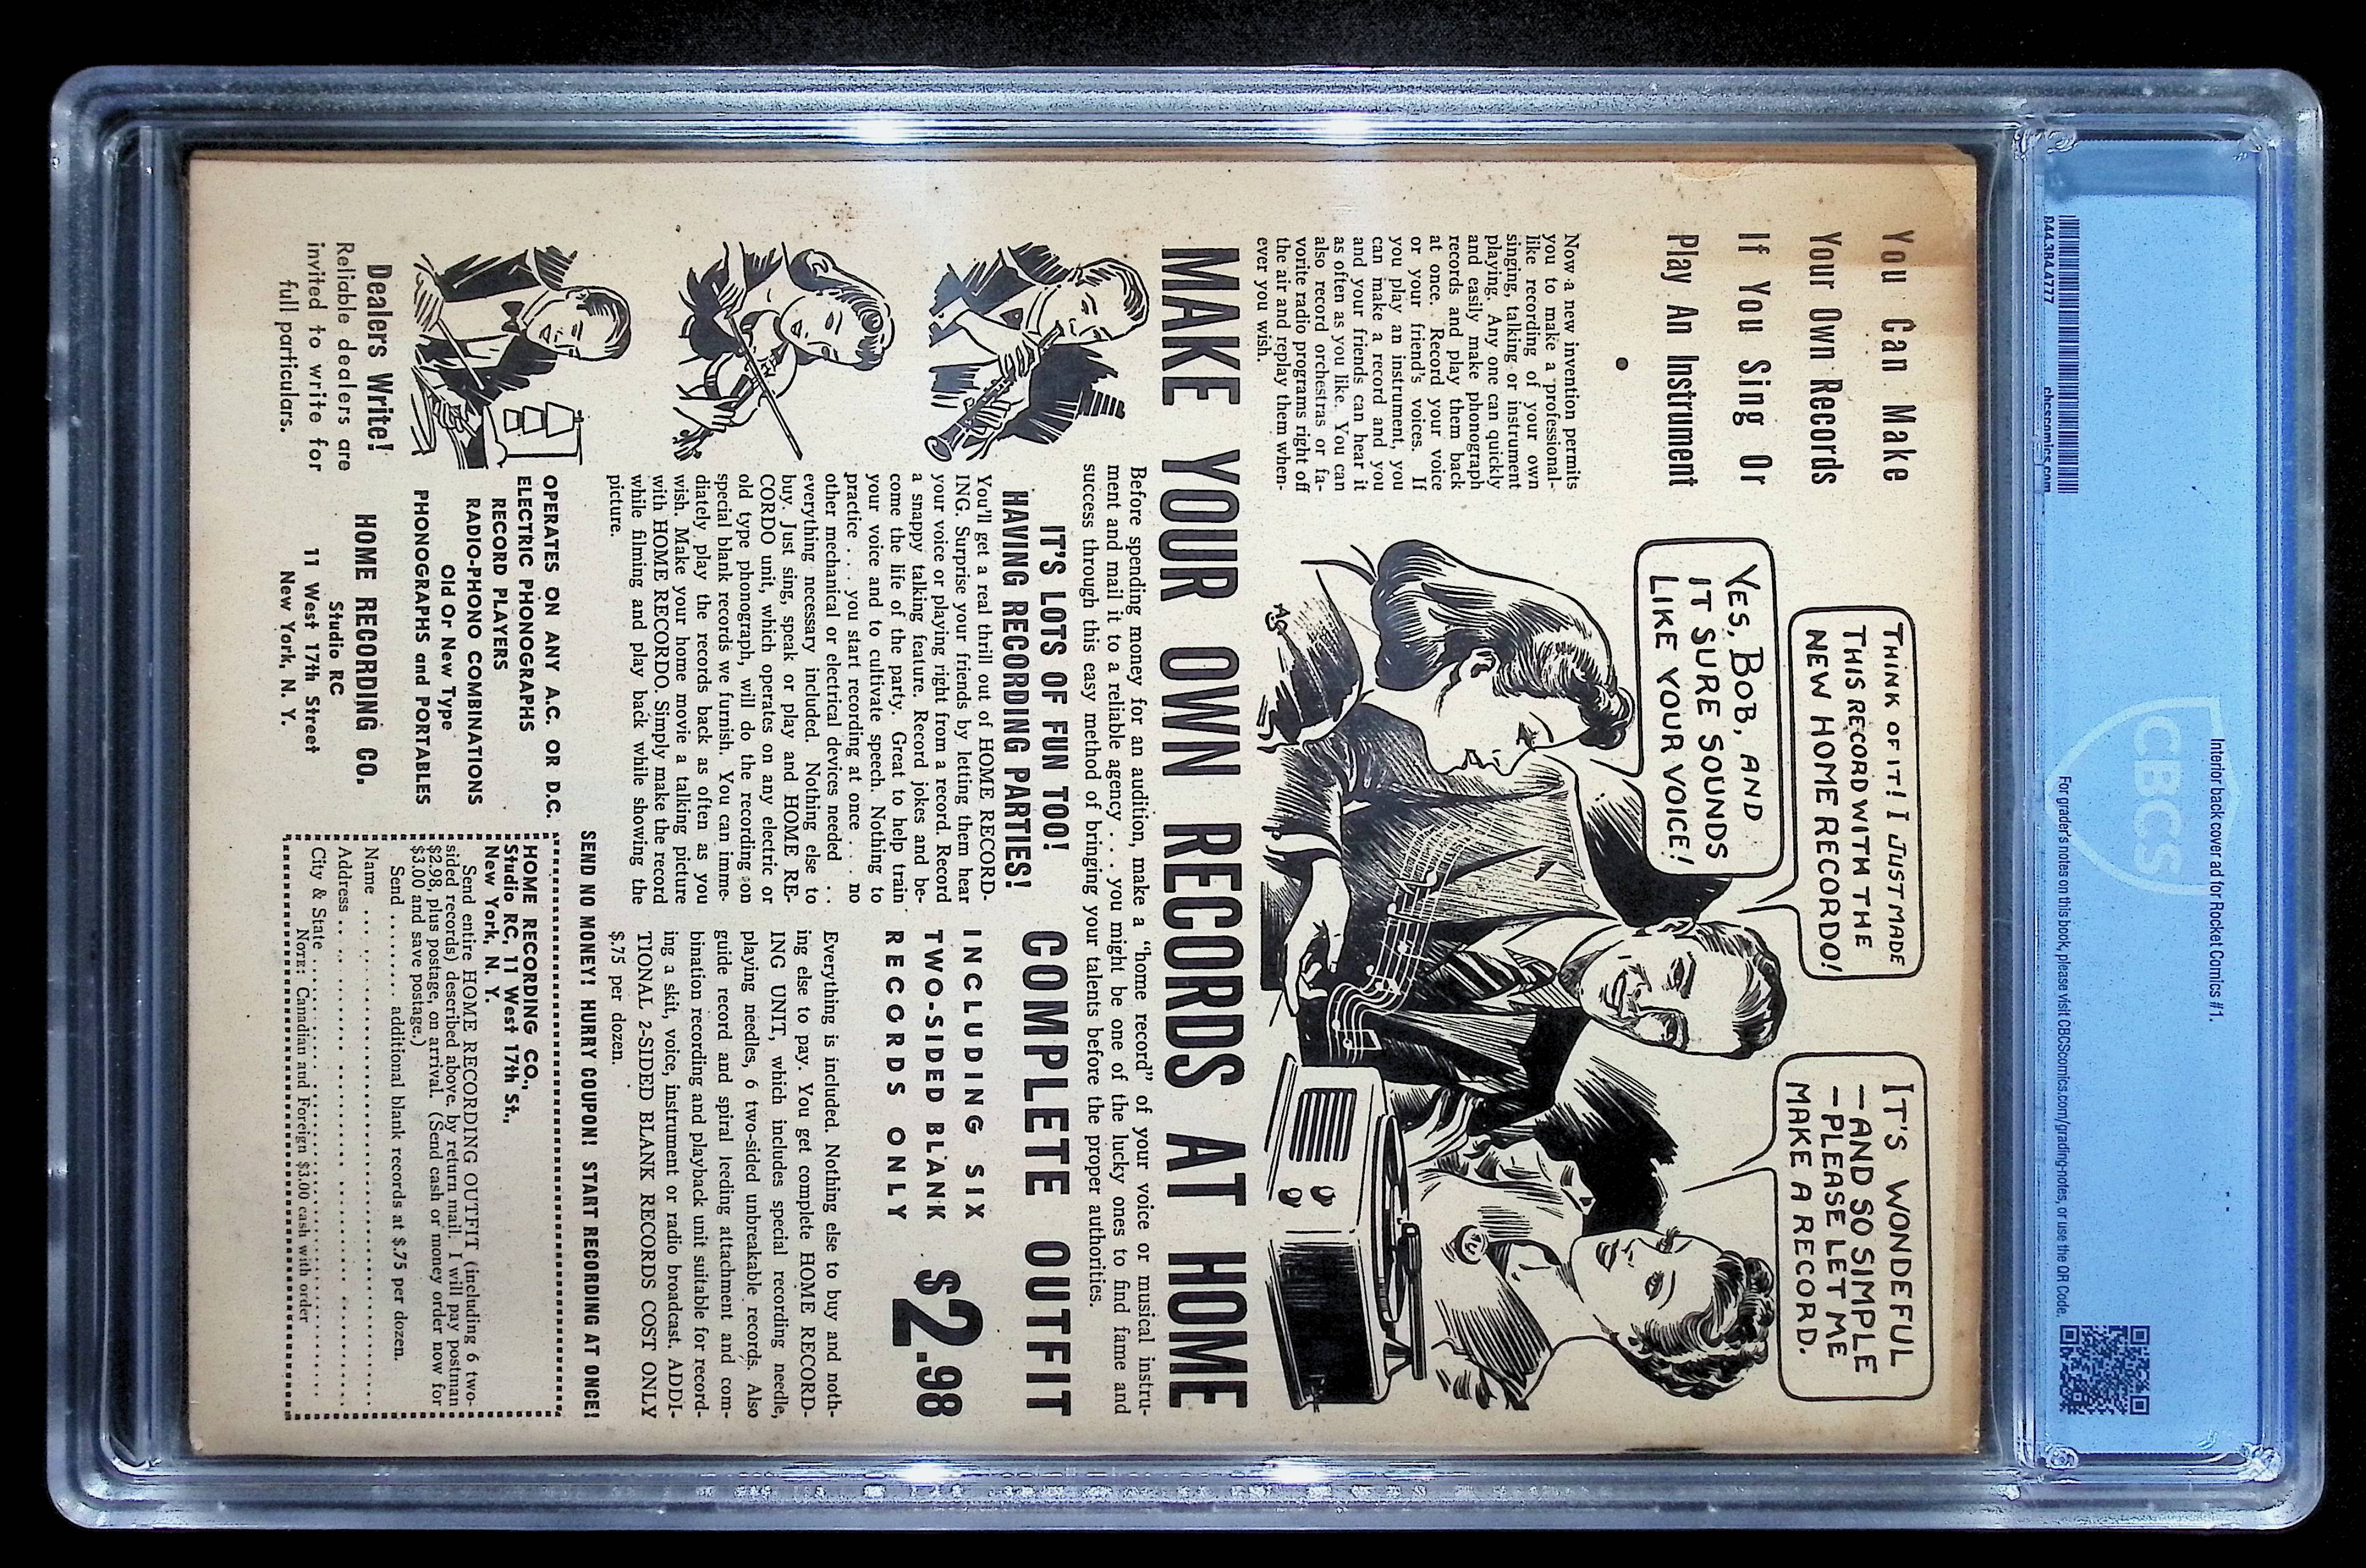 Interior back cover ad for Rocket Comics #1.
CBCS
For grader's notes on this book, please visit CBCScomics.com/grading-notes, or use the QR Code.
cbcscomics.com
You Can Make
Your Own Records
If You Sing Or
Play An Instrument
Now a new invention permits
you to make a professional-
like recording of your own
singing, talking or instrument
playing. Any one can quickly
and easily make phonograph
records and play them back
at once. Record your voice
or your friend's voices. If
you play an instrument, you
can make a record and you
and your friends can hear it
as often as you like. You can
also record orchestras or fa-
vorite radio programs right off
the air and replay them when-
ever you wish.
THINK OF IT! I JUST MADE
THIS RECORD WITH THE
NEW HOME RECORDO!
YES, BOB, AND
IT SURE SOUNDS
LIKE YOUR VOICE!
IT'S WONDEFUL
—AND SO SIMPLE
—PLEASE LET ME
MAKE A RECORD.
MAKE YOUR OWN RECORDS AT HOME
Before spending money for an audition, make a "home record" of your voice or musical instru-
ment and mail it to a reliable agency . . . you might be one of the lucky ones to find fame and
success through this easy method of bringing your talents before the proper authorities.
IT'S LOTS OF FUN TOO!
HAVING RECORDING PARTIES!
You'll get a real thrill out of HOME RECORD-
ING. Surprise your friends by letting them hear
your voice or playing right from a record. Record
a snappy talking feature. Record jokes and be-
come the life of the party. Great to help train
your voice and to cultivate speech. Nothing to
practice . . . you start recording at once . . . no
other mechanical or electrical devices needed . . .
everything necessary included. Nothing else to
buy. Just sing, speak or play and HOME RE-
CORDO unit, which operates on any electric or
old type phonograph, will do the recording on
special blank records we furnish. You can imme-
diately play the records back as often as you
wish. Make your home movie a talking picture
with HOME RECORDO. Simply make the record
while filming and play back while showing the
picture.
COMPLETE OUTFIT
INCLUDING SIX
TWO-SIDED BLANK
RECORDS ONLY
$2.98
Everything is included. Nothing else to buy and noth-
ing else to pay. You get complete HOME RECORD-
ING UNIT, which includes special recording needle,
playing needles, 6 two-sided unbreakable records. Also
guide record and spiral feeding attachment and com-
bination recording and playback unit suitable for record-
ing a skit, voice, instrument or radio broadcast. ADDI-
TIONAL 2-SIDED BLANK RECORDS COST ONLY
$.75 per dozen.
Dealers Write!
Reliable dealers are
invited to write for
full particulars.
OPERATES ON ANY A.C. OR D.C.
ELECTRIC PHONOGRAPHS
RECORD PLAYERS
RADIO-PHONO COMBINATIONS
Old Or New Type
PHONOGRAPHS and PORTABLES
HOME RECORDING CO.
Studio RC
11 West 17th Street
New York, N. Y.
SEND NO MONEY! HURRY COUPON! START RECORDING AT ONCE!
HOME RECORDING CO.,
Studio RC, 11 West 17th St.,
New York, N. Y.
Send entire HOME RECORDING OUTFIT (including 6 two-
sided records) described above, by return mail. I will pay postman
$2.98, plus postage, on arrival. (Send cash or money order now for
$3.00 and save postage.)
Send .......... additional blank records at $.75 per dozen.
Name ........................................
Address ........................................
City & State ........................................
NOTE: Canadian and Foreign $3.00 cash with order